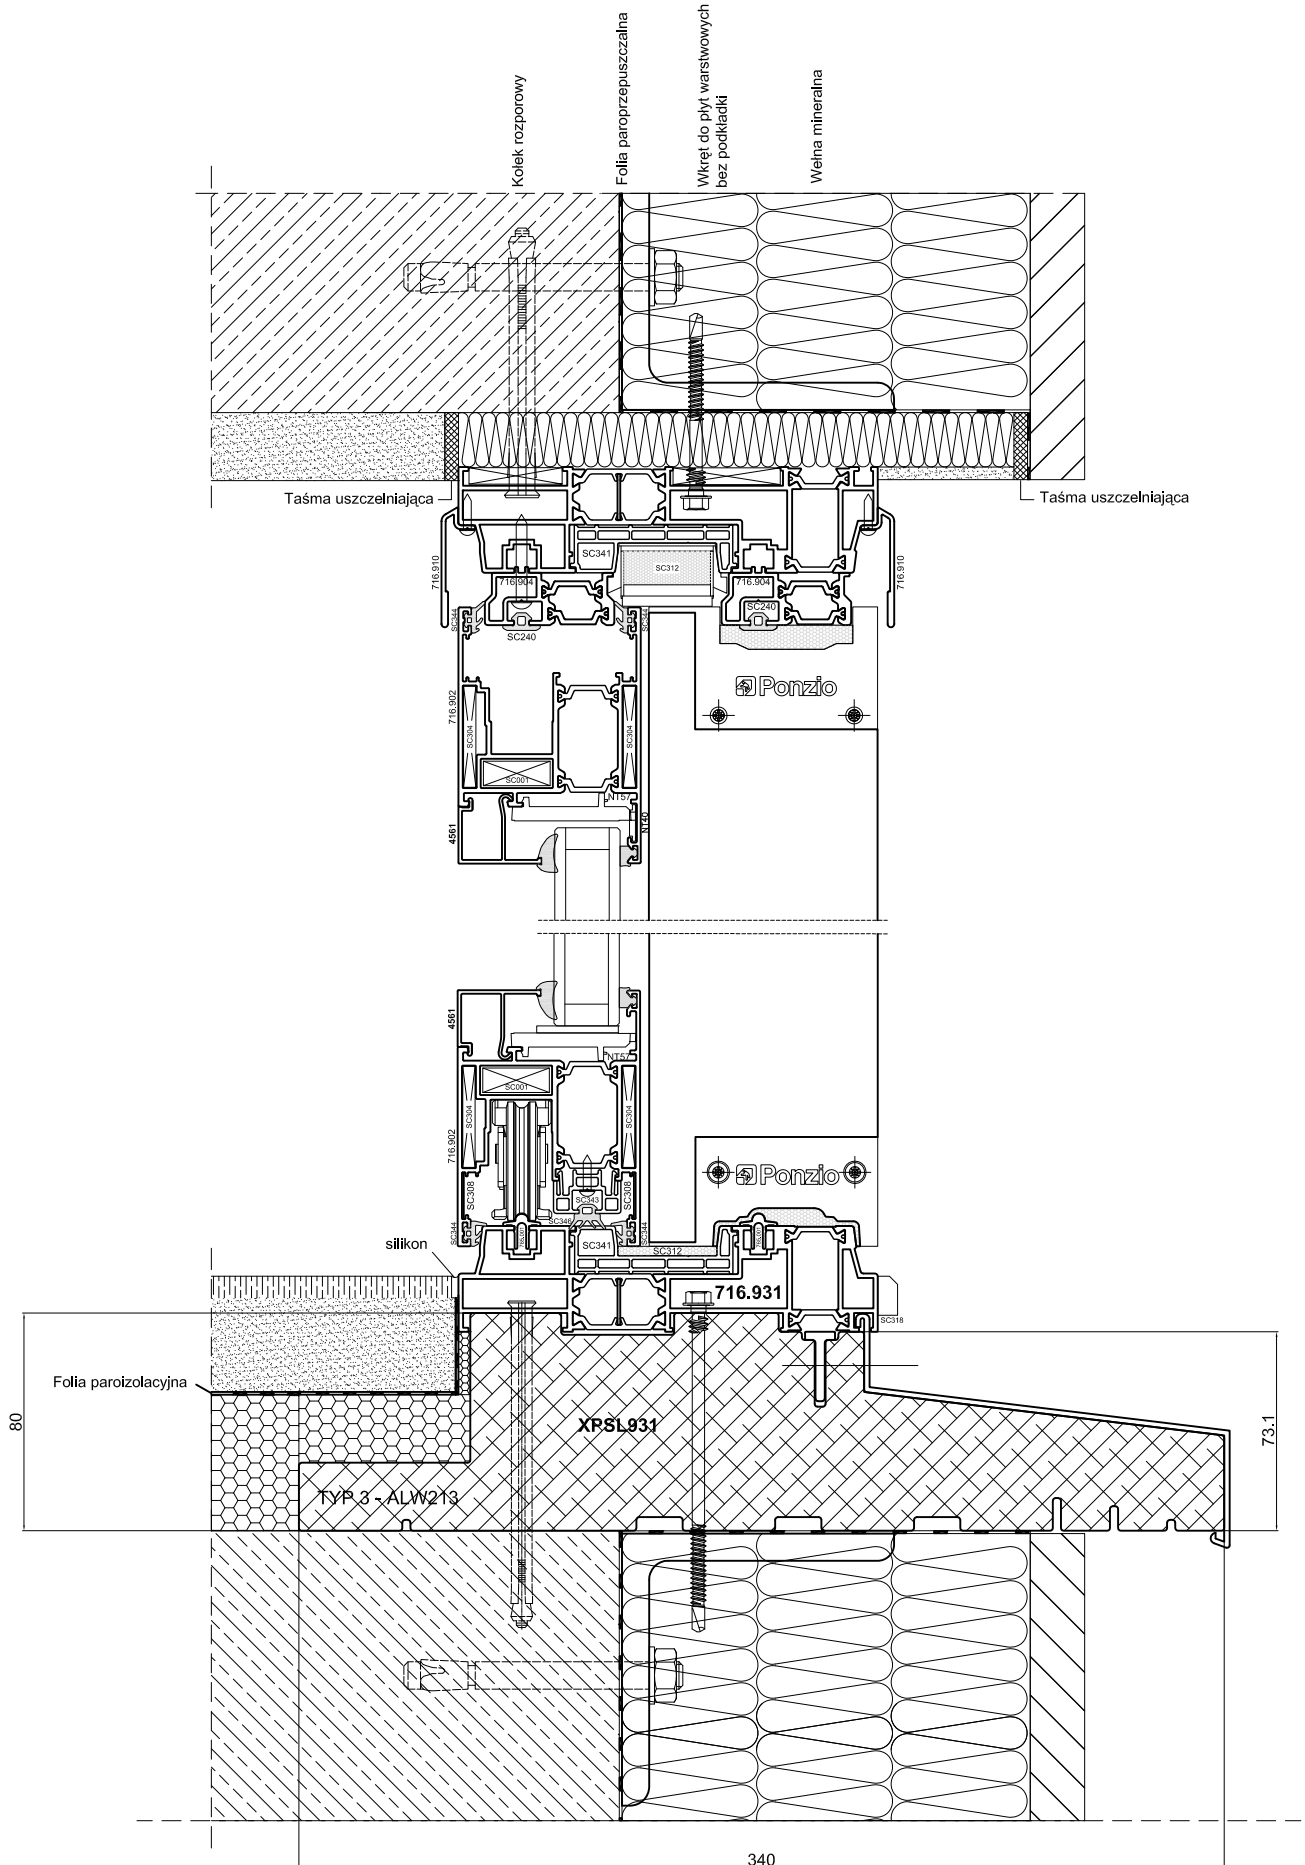 Kołek rozporowy
Folia paroprzepuszczalna
Wkręt do płyt warstwowych
bez podkładki
Wełna mineralna
Taśma uszczelniająca
Taśma uszczelniająca
SC341
SC312
716.910
716.904
716.904
716.910
SC344
SC344
SC240
SC240
Ponzio
716.902
SC304
SC304
SC001
NT57
4561
NT40
4561
NT57
SC001
SC304
SC304
716.902
Ponzio
SC308
SC308
SC343
SC346
SC344
SC344
SC341
SC312
silikon
716.931
SC318
Folia paroizolacyjna
80
XPSL931
73.1
TYP 3 - ALW213
340